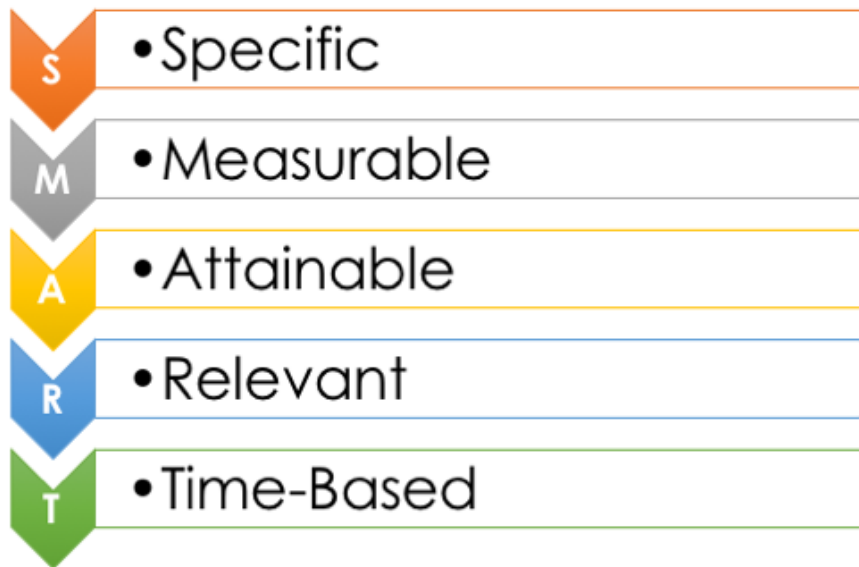 S •Specific
M •Measurable
A •Attainable
R •Relevant
T •Time-Based